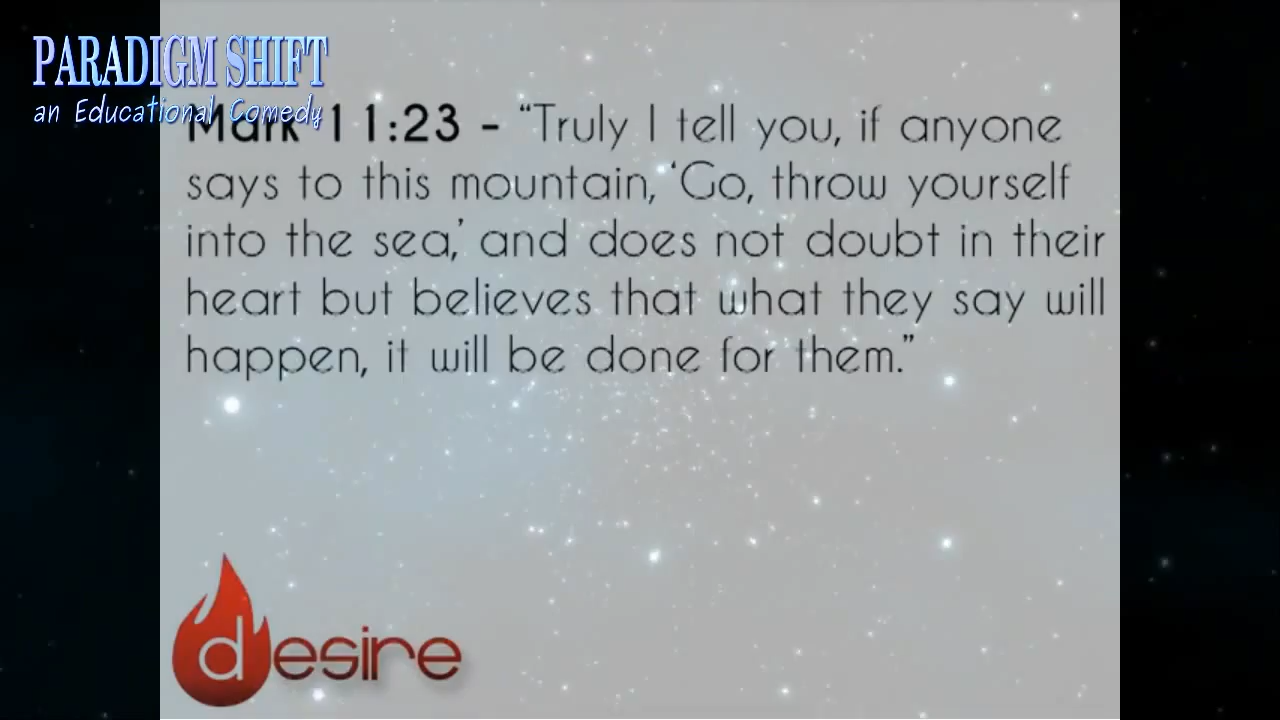 PARADIGM SHIFT
an Educational Comedy
Mark 11:23 - “Truly I tell you, if anyone
says to this mountain, ‘Go, throw yourself
into the sea,’ and does not doubt in their
heart but believes that what they say will
happen, it will be done for them.”
desire